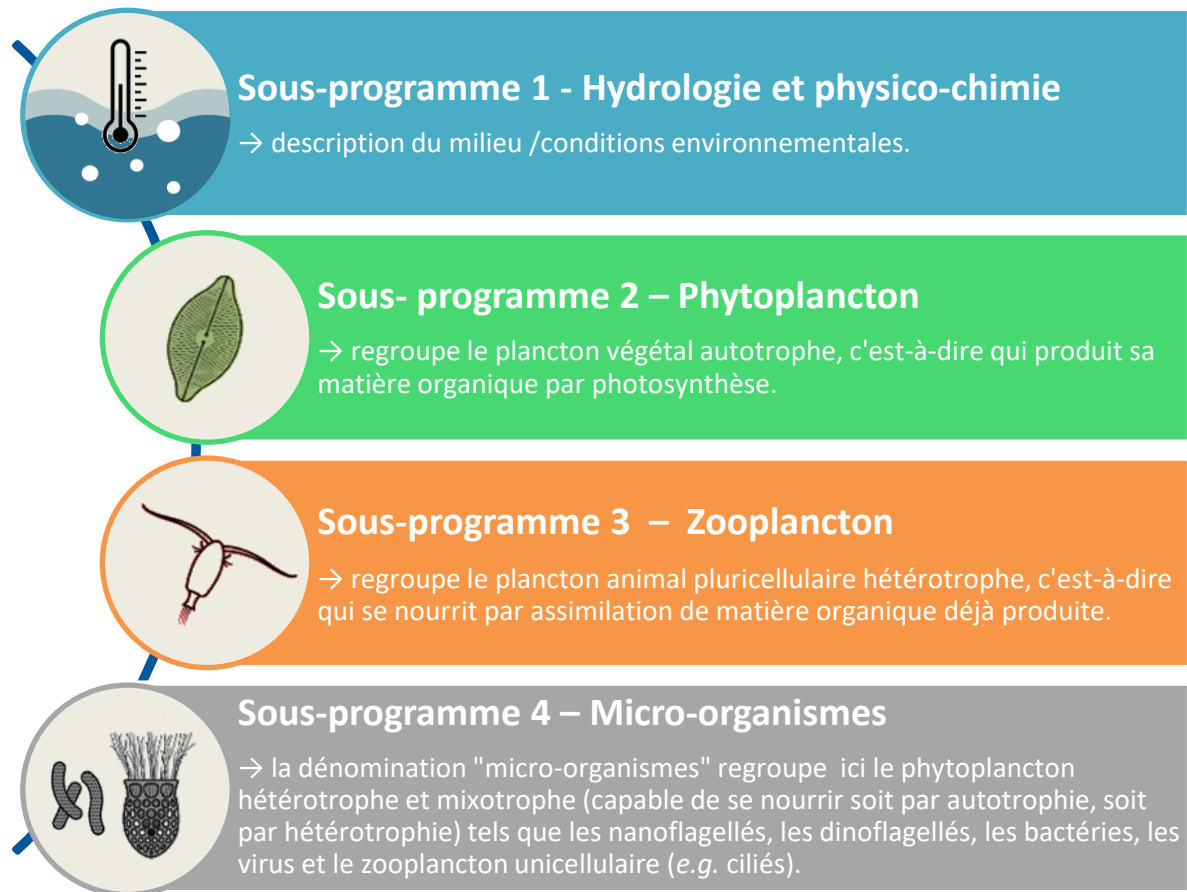 Sous-programme 1 - Hydrologie et physico-chimie
→ description du milieu /conditions environnementales.
Sous- programme 2 – Phytoplancton
→ regroupe le plancton végétal autotrophe, c'est-à-dire qui produit sa
matière organique par photosynthèse.
Sous-programme 3 – Zooplancton
→ regroupe le plancton animal pluricellulaire hétérotrophe, c'est-à-dire
qui se nourrit par assimilation de matière organique déjà produite.
Sous-programme 4 – Micro-organismes
→ la dénomination "micro-organismes" regroupe ici le phytoplancton
hétérotrophe et mixotrophe (capable de se nourrir soit par autotrophie, soit
par hétérotrophie) tels que les nanoflagellés, les dinoflagellés, les bactéries, les
virus et le zooplancton unicellulaire (e.g. ciliés).